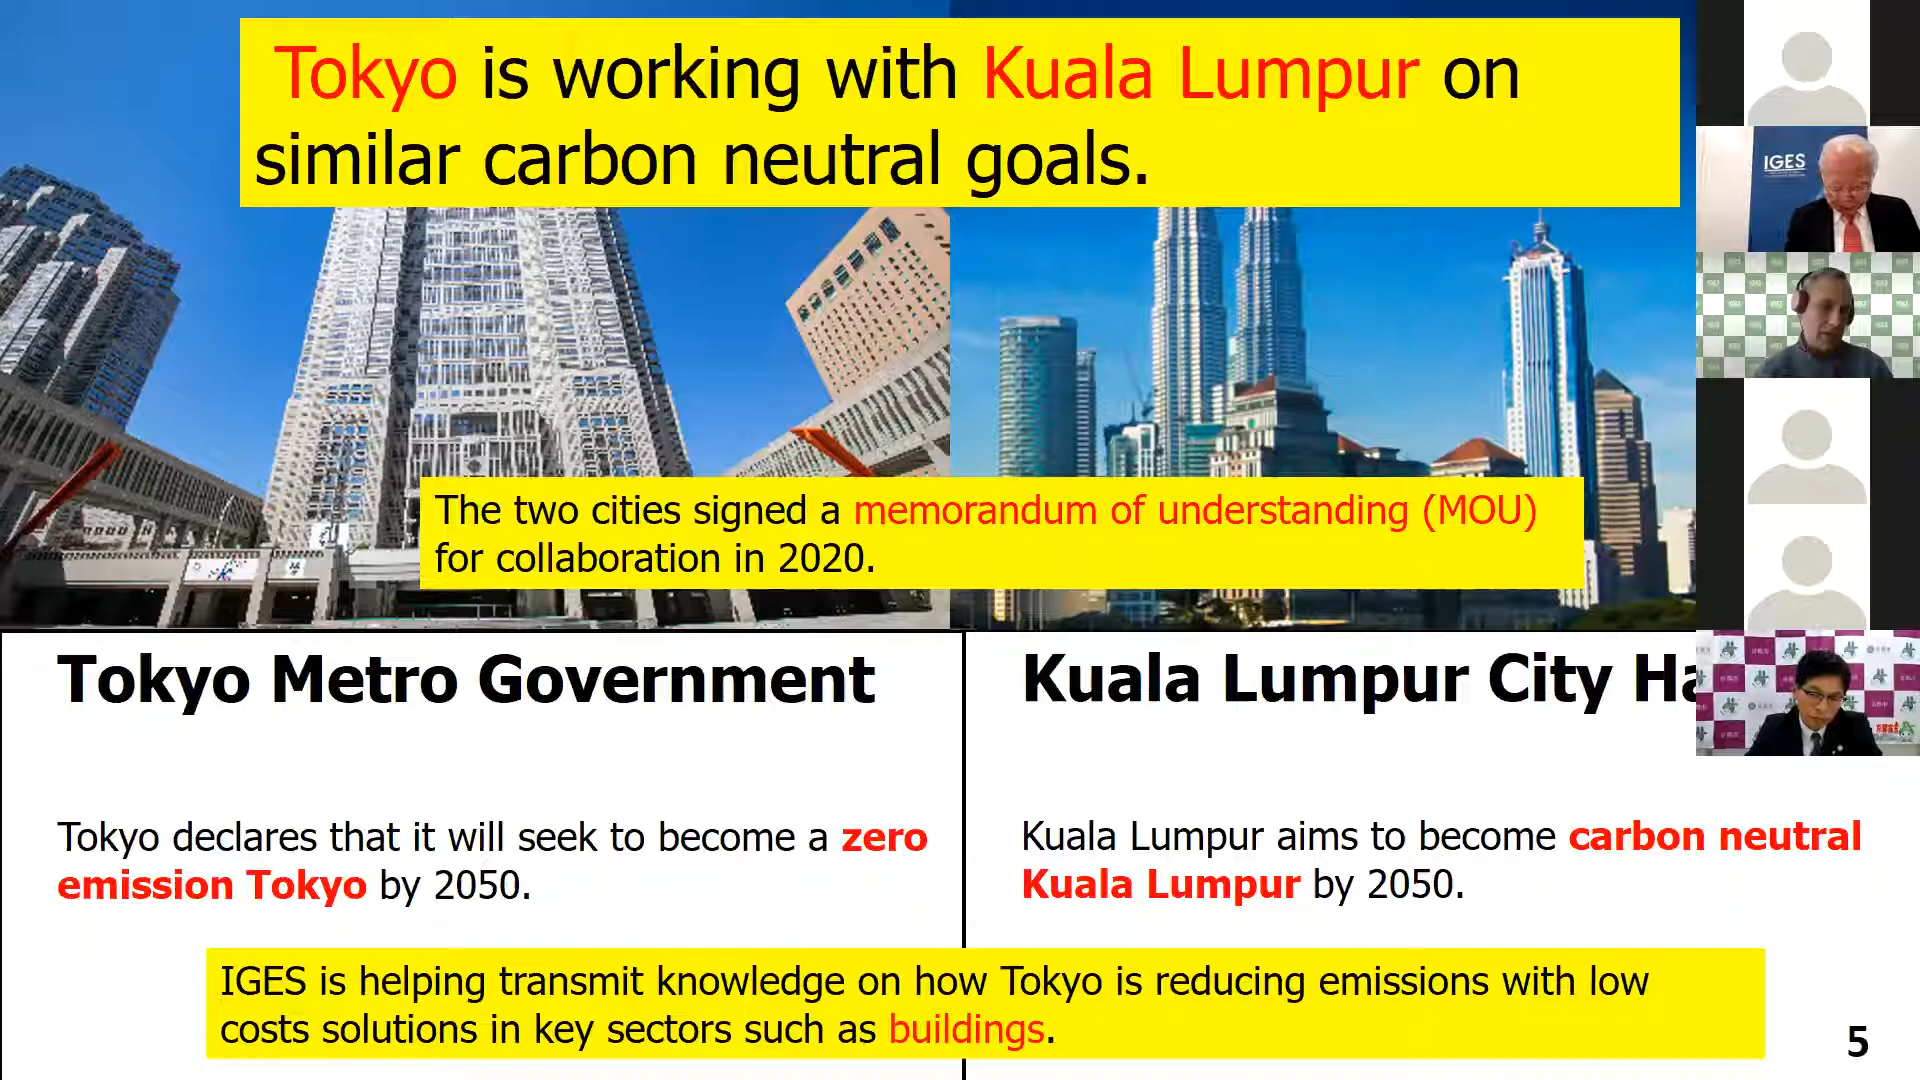 Tokyo is working with Kuala Lumpur on
similar carbon neutral goals.
IGES
The two cities signed a memorandum of understanding (MOU)
for collaboration in 2020.
Tokyo Metro Government
Kuala Lumpur City Ha
Tokyo declares that it will seek to become a zero
emission Tokyo by 2050.
Kuala Lumpur aims to become carbon neutral
Kuala Lumpur by 2050.
IGES is helping transmit knowledge on how Tokyo is reducing emissions with low
costs solutions in key sectors such as buildings.
5